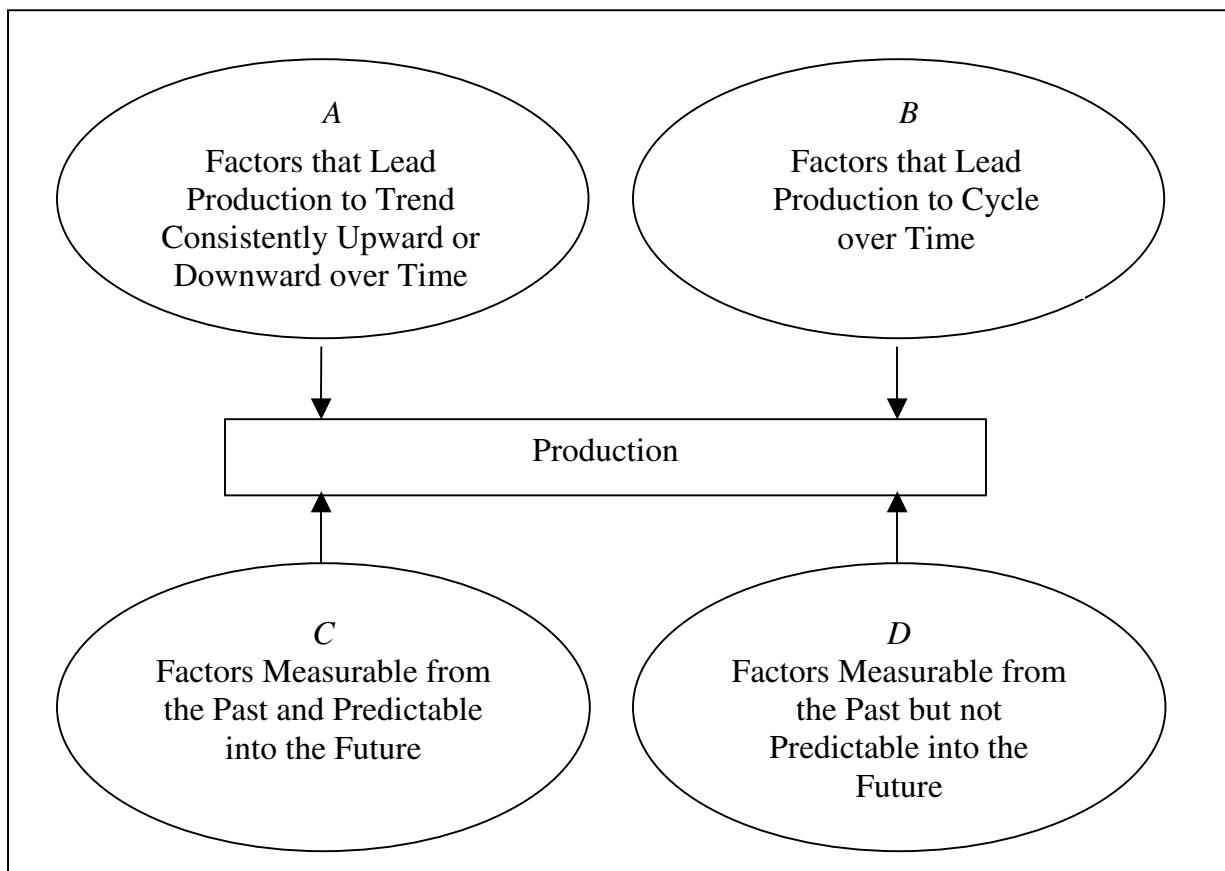 A
Factors that Lead
Production to Trend
Consistently Upward or
Downward over Time
B
Factors that Lead
Production to Cycle
over Time
Production
C
Factors Measurable from
the Past and Predictable
into the Future
D
Factors Measurable from
the Past but not
Predictable into the
Future